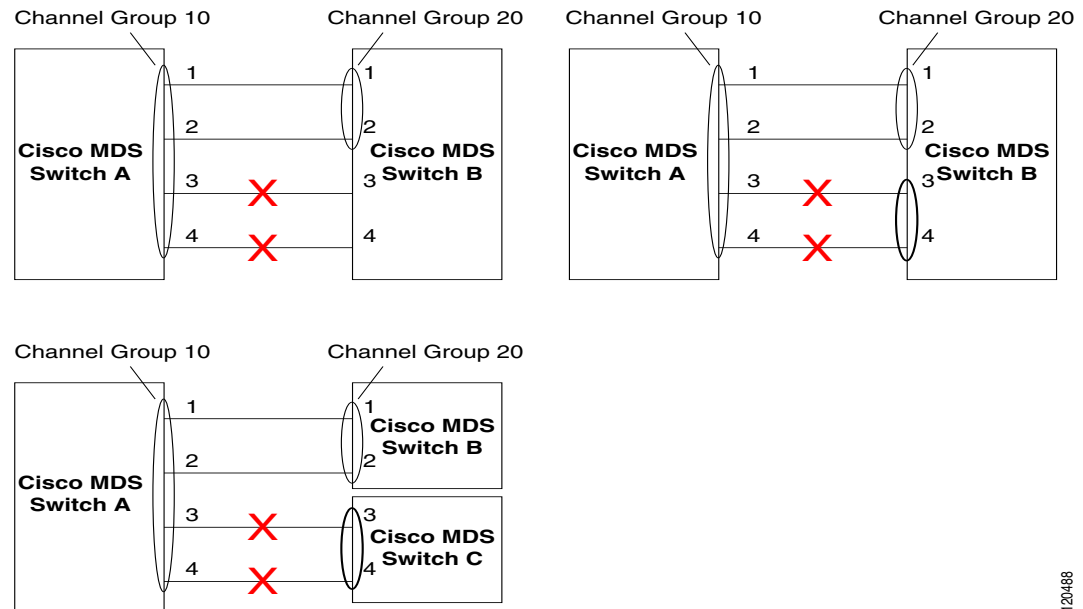 Channel Group 10
Channel Group 20
1
1
2
2
Cisco MDS
Switch A
Cisco MDS
Switch B
3
3
4
4
Channel Group 10
Channel Group 20
1
1
2
2
Cisco MDS
Switch A
Cisco MDS
Switch B
3
3
4
4
Channel Group 10
Channel Group 20
1
1
Cisco MDS
Switch B
2
2
Cisco MDS
Switch A
3
3
Cisco MDS
Switch C
4
4
120488